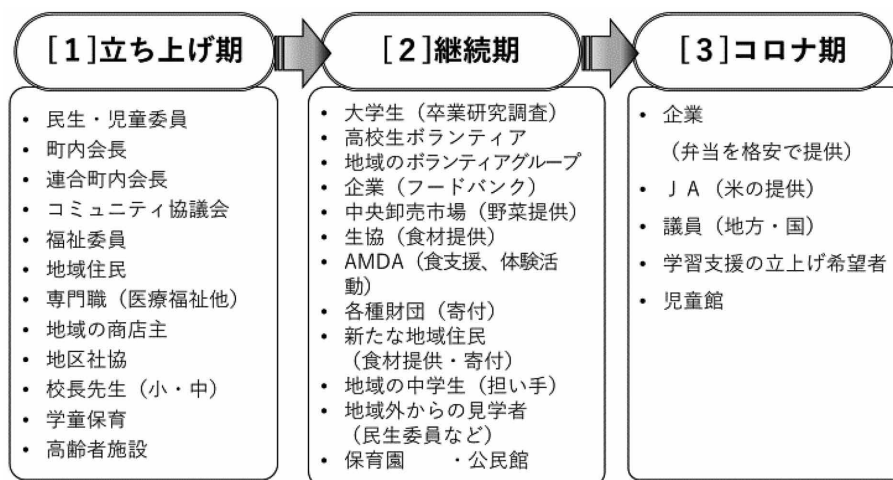 [1]立ち上げ期
・ 民生・児童委員
・ 町内会長
・ 連合町内会長
・ コミュニティ協議会
・ 福祉委員
・ 地域住民
・ 専門職（医療福祉他）
・ 地域の商店主
・ 地区社協
・ 校長先生（小・中）
・ 学童保育
・ 高齢者施設
[2]継続期
・ 大学生（卒業研究調査）
・ 高校生ボランティア
・ 地域のボランティアグループ
・ 企業（フードバンク）
・ 中央卸売市場（野菜提供）
・ 生協（食材提供）
・ AMDA（食支援、体験活
動）
・ 各種財団（寄付）
・ 新たな地域住民
（食材提供・寄付）
・ 地域の中学生（担い手）
・ 地域外からの見学者
（民生委員など）
・ 保育園　　・公民館
[3]コロナ期
・ 企業
（弁当を格安で提供）
・ ＪＡ（米の提供）
・ 議員（地方・国）
・ 学習支援の立上げ希望者
・ 児童館